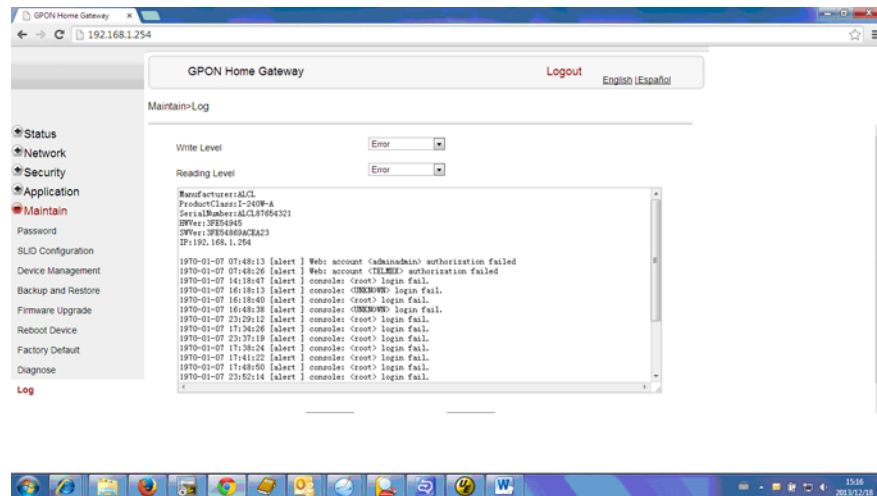 GPON Home Gateway
192.168.1.254
GPON Home Gateway
Logout
English |Español
Maintain>Log
Status
Network
Security
Application
Maintain
Password
SLID Configuration
Device Management
Backup and Restore
Firmware Upgrade
Reboot Device
Factory Default
Diagnose
Log
Write Level
Error
Reading Level
Error
Manufacturer:ALCL
ProductClass:I-240W-A
SerialNumber:ALCL87654321
HWVer:3FE54945
SWVer:3FE54869ACEA23
IP:192.168.1.254
1970-01-07 07:48:13 [alert ] Web: account <adminadmin> authorization failed
1970-01-07 07:48:26 [alert ] Web: account <TELMEX> authorization failed
1970-01-07 14:18:47 [alert ] console: <root> login fail.
1970-01-07 16:18:13 [alert ] console: <UNKNOWN> login fail.
1970-01-07 16:18:40 [alert ] console: <root> login fail.
1970-01-07 16:48:38 [alert ] console: <UNKNOWN> login fail.
1970-01-07 23:29:12 [alert ] console: <root> login fail.
1970-01-07 17:34:26 [alert ] console: <root> login fail.
1970-01-07 23:37:19 [alert ] console: <root> login fail.
1970-01-07 17:38:24 [alert ] console: <root> login fail.
1970-01-07 17:41:22 [alert ] console: <root> login fail.
1970-01-07 17:48:50 [alert ] console: <root> login fail.
1970-01-07 23:52:14 [alert ] console: <root> login fail.
15:16
2013/12/18